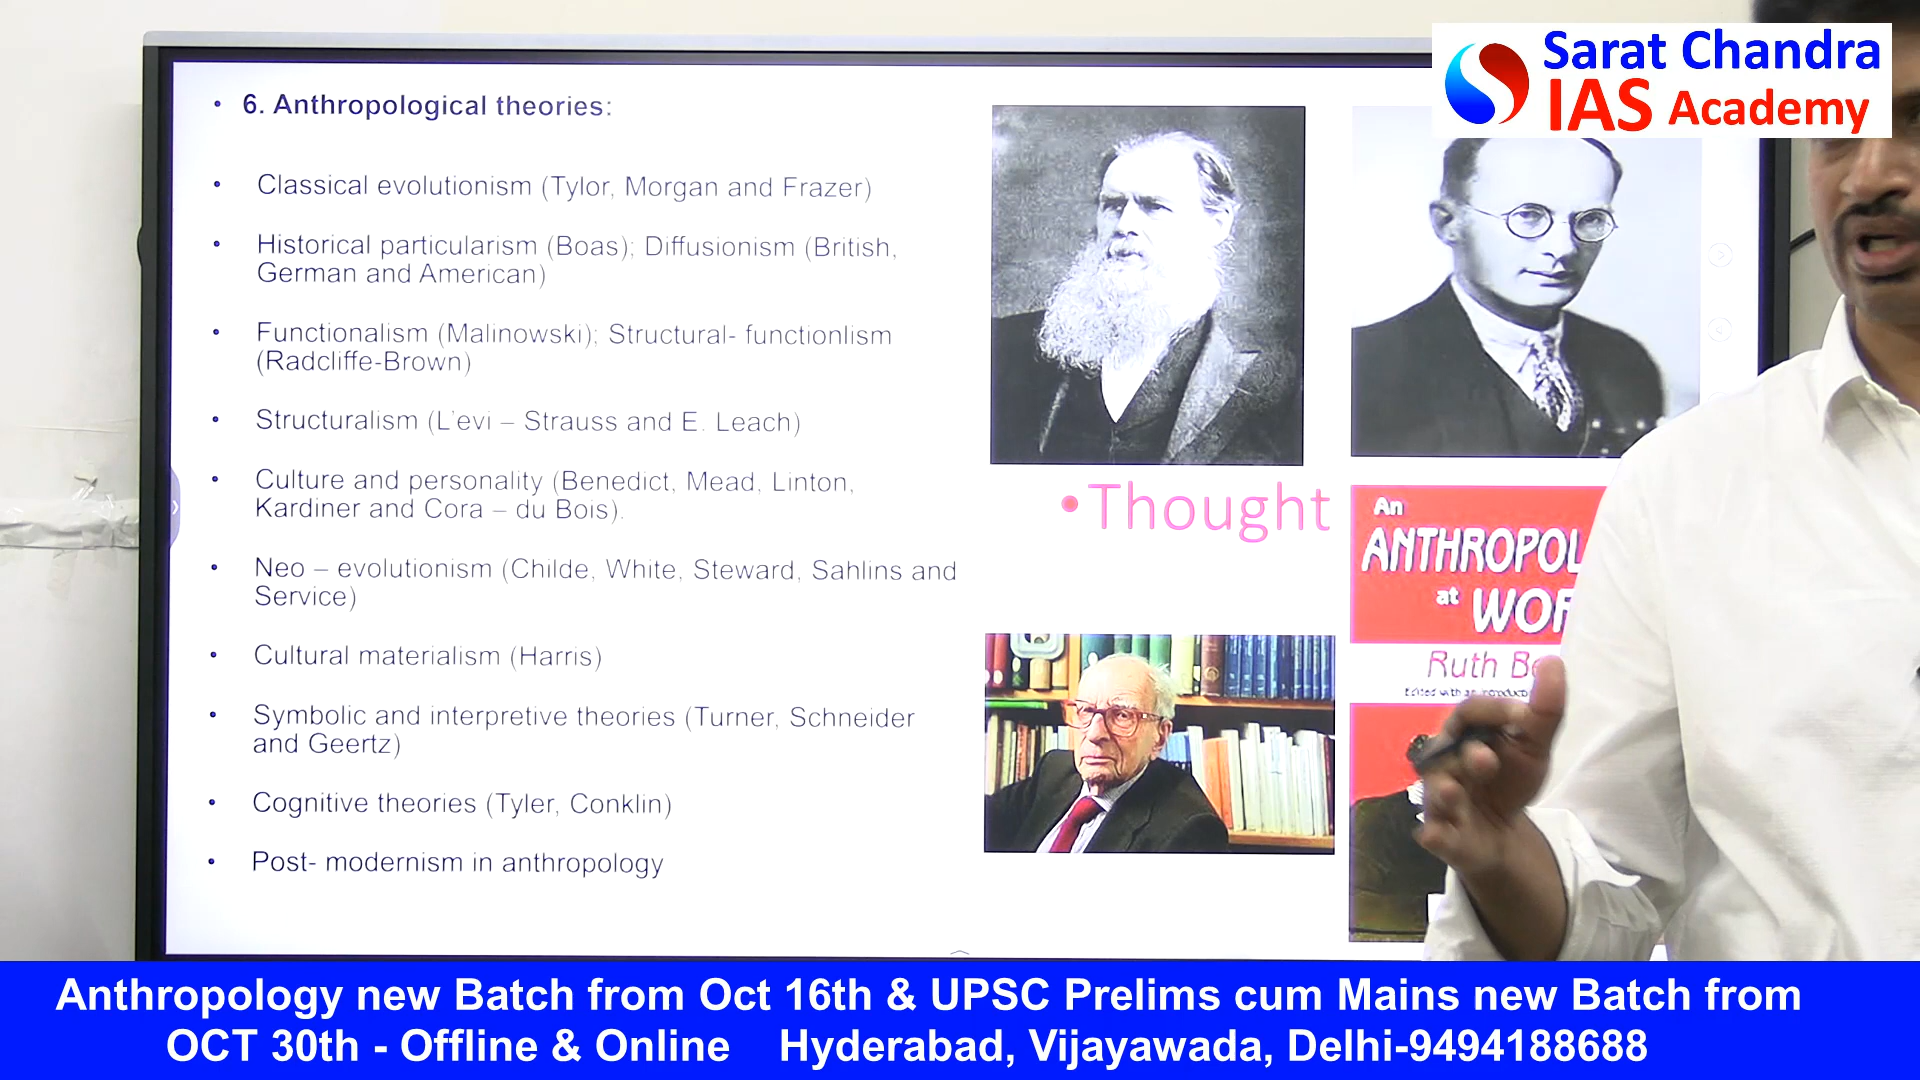 Sarat Chandra
IAS Academy
• 6. Anthropological theories:
• Classical evolutionism (Tylor, Morgan and Frazer)
• Historical particularism (Boas); Diffusionism (British,
German and American)
• Functionalism (Malinowski); Structural- functionlism
(Radcliffe-Brown)
• Structuralism (L'evi – Strauss and E. Leach)
• Culture and personality (Benedict, Mead, Linton,
Kardiner and Cora – du Bois).
• Neo – evolutionism (Childe, White, Steward, Sahlins and
Service)
• Cultural materialism (Harris)
• Symbolic and interpretive theories (Turner, Schneider
and Geertz)
• Cognitive theories (Tyler, Conklin)
• Post- modernism in anthropology
• Thought
An
ANTHROPOL
at WOR
Ruth Be
Edited with an
Anthropology new Batch from Oct 16th & UPSC Prelims cum Mains new Batch from
OCT 30th - Offline & Online Hyderabad, Vijayawada, Delhi-9494188688